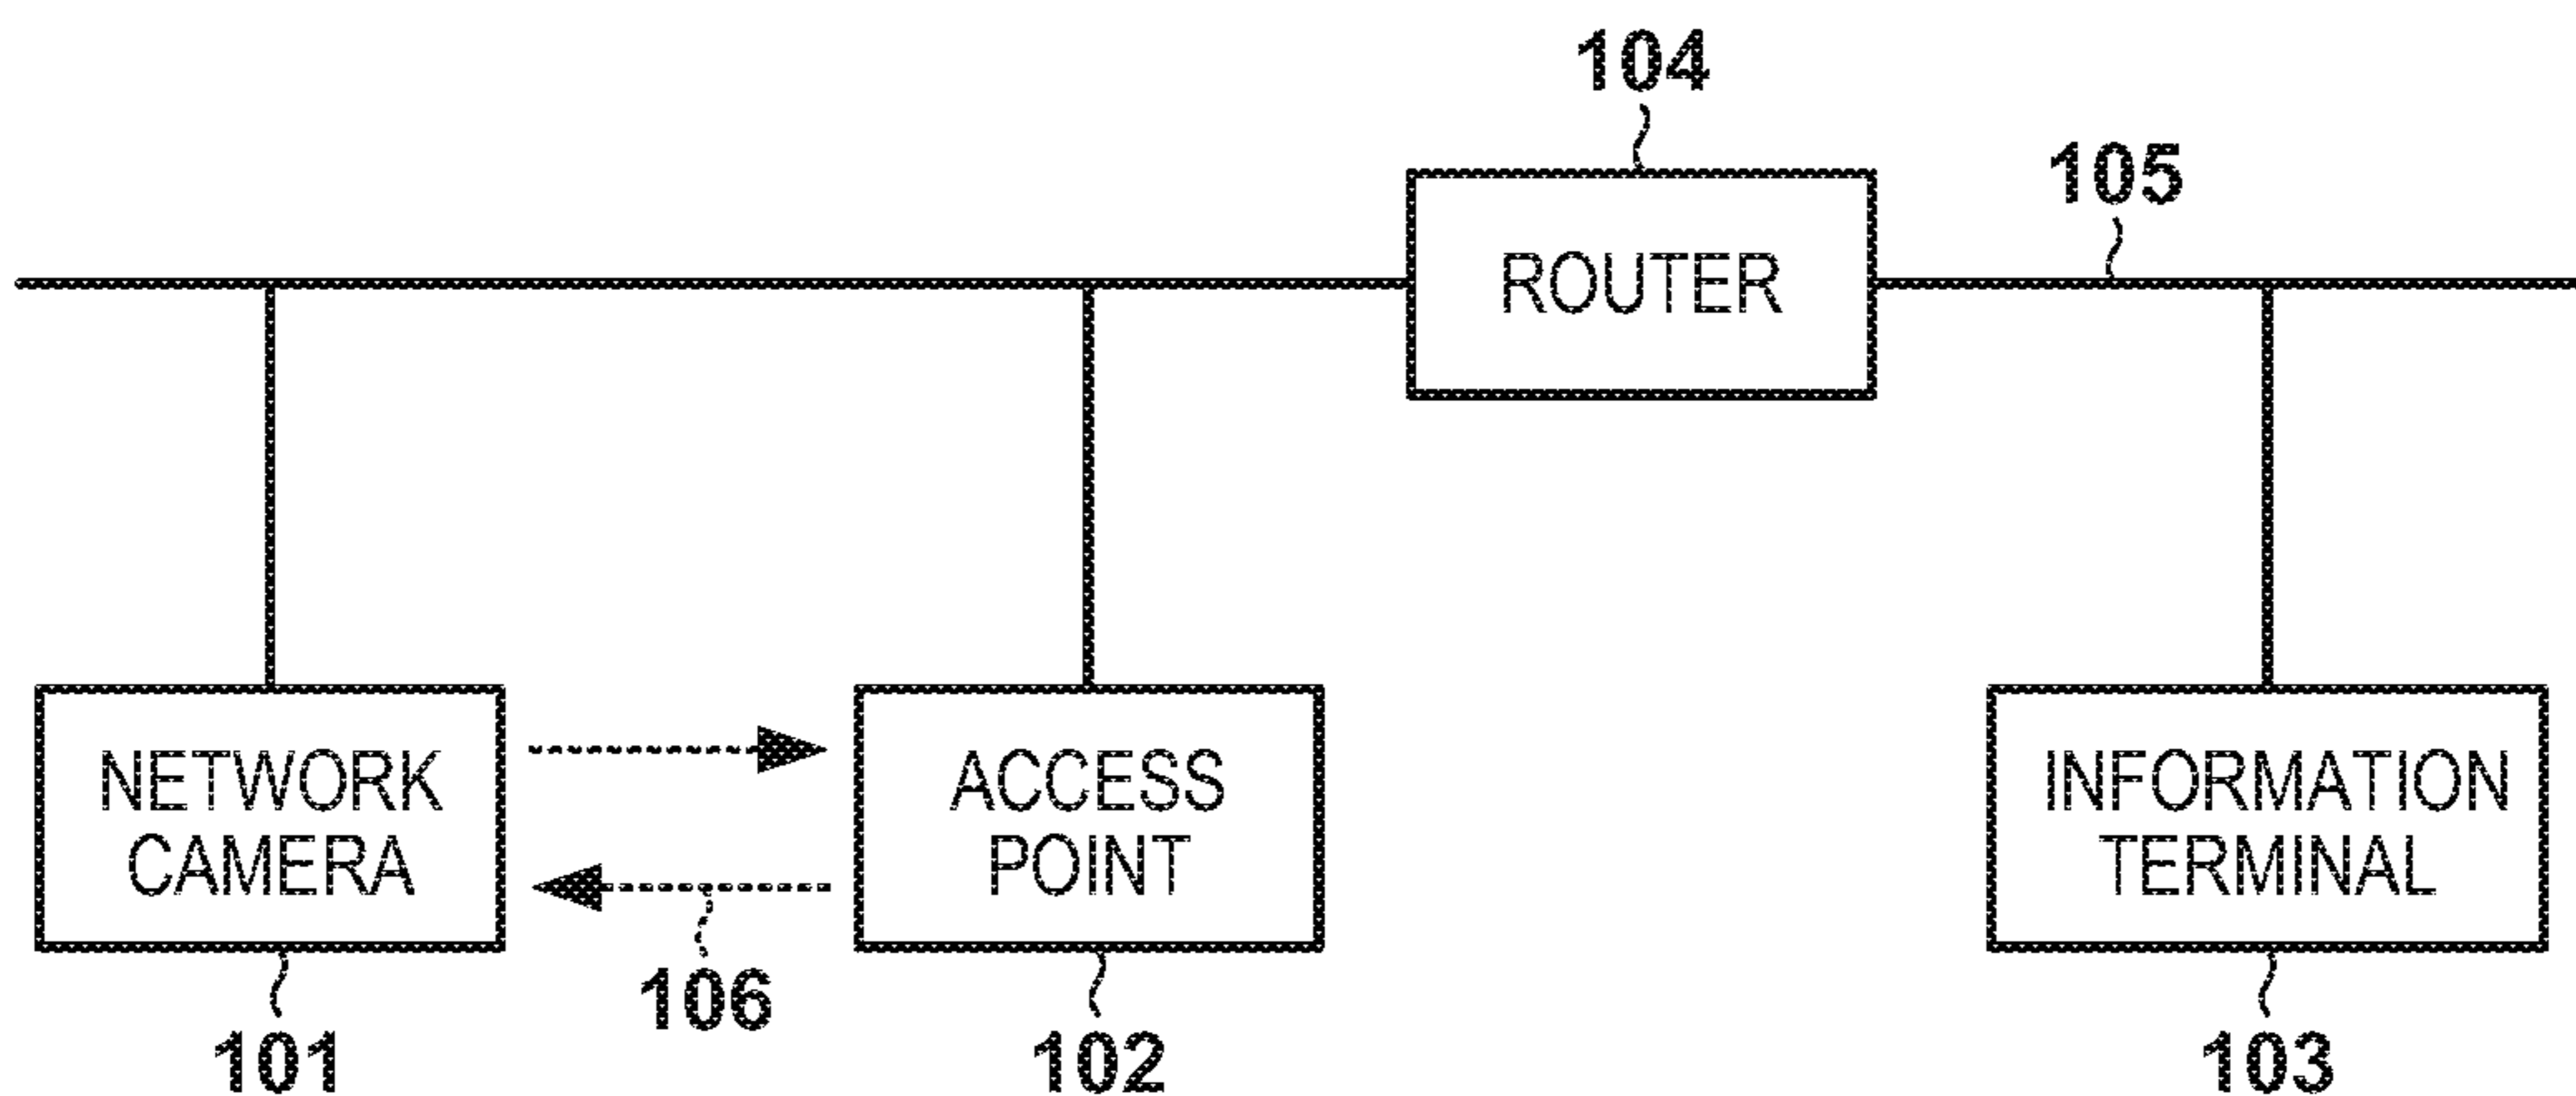 104
105
ROUTER
NETWORK
CAMERA
ACCESS
POINT
INFORMATION
TERMINAL
106
101
102
103